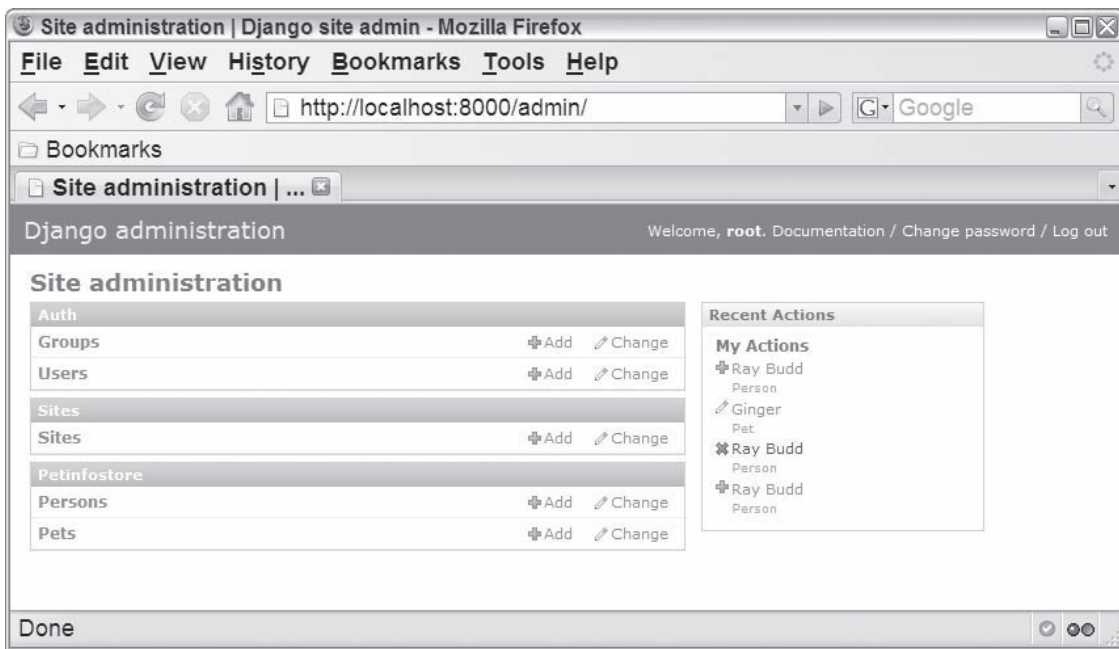 Site administration | Django site admin - Mozilla Firefox
File Edit View History Bookmarks Tools Help
http://localhost:8000/admin/
G Google
Bookmarks
Site administration | ...
Django administration
Welcome, root. Documentation / Change password / Log out
Site administration
Auth
Groups Add Change
Users Add Change
Sites
Sites Add Change
Petinfostore
Persons Add Change
Pets Add Change
Recent Actions
My Actions
Ray Budd
Person
Ginger
Pet
Ray Budd
Person
Ray Budd
Person
Done